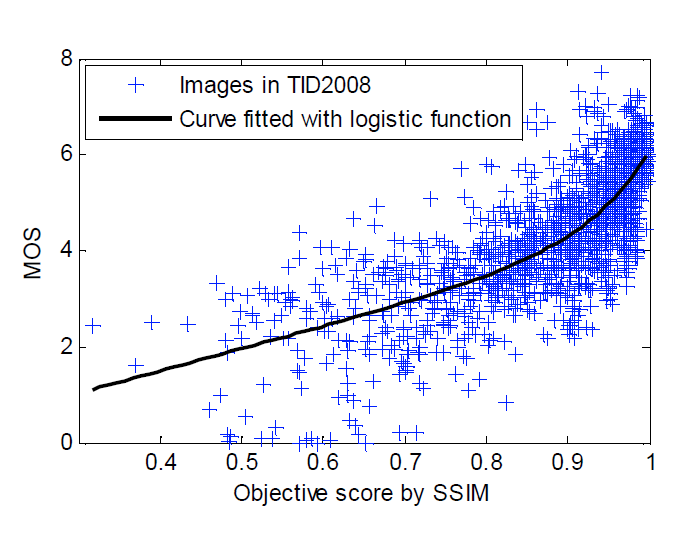 8
Images in TID2008
Curve fitted with logistic function
6
MOS
4
2
0
0.4 0.5 0.6 0.7 0.8 0.9 1
Objective score by SSIM